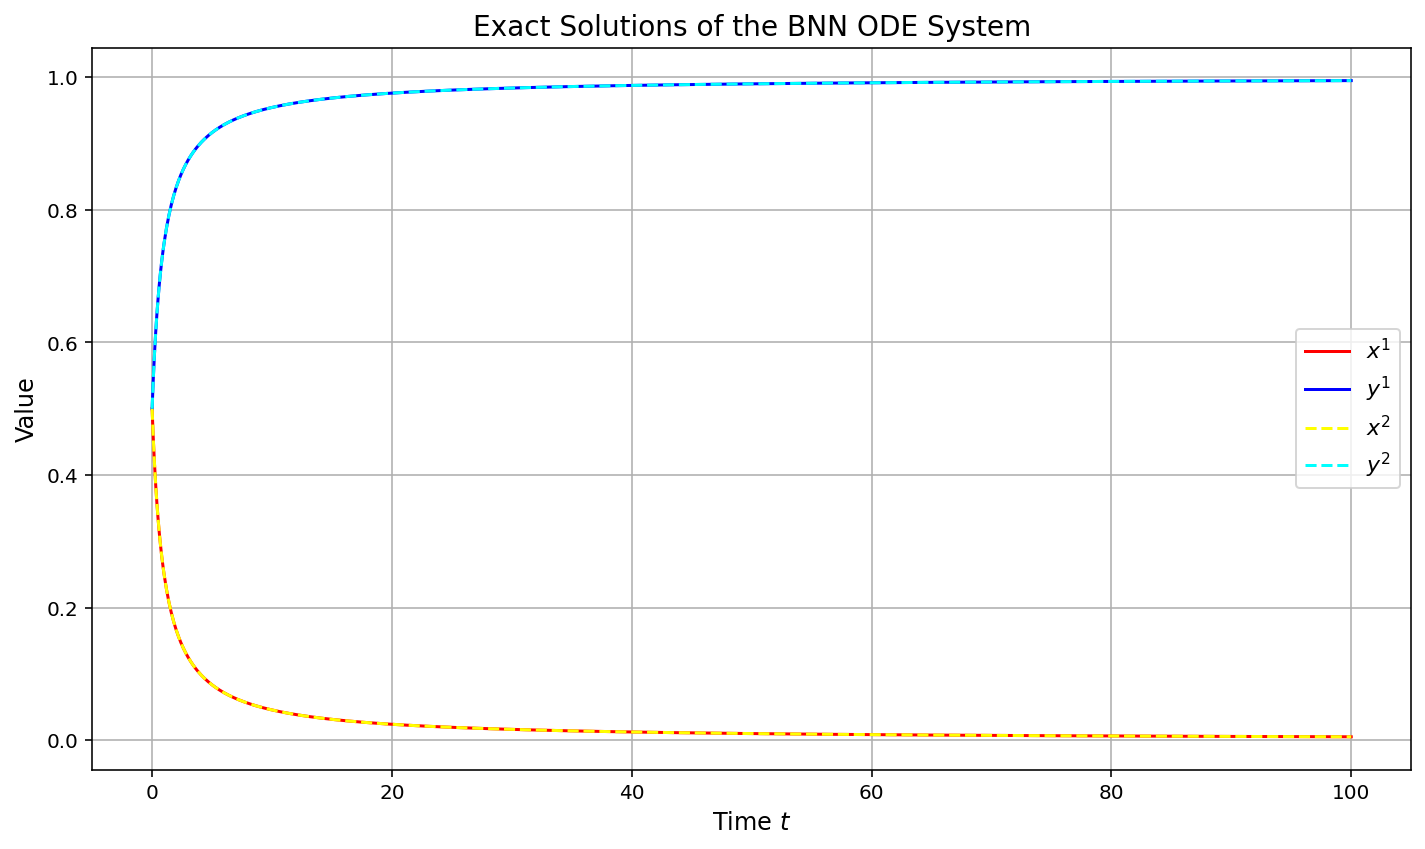 Exact Solutions of the BNN ODE System
1.0
0.8
0.6
0.4
0.2
0.0
Value
x¹
y¹
x²
y²
0 20 40 60 80 100
Time t